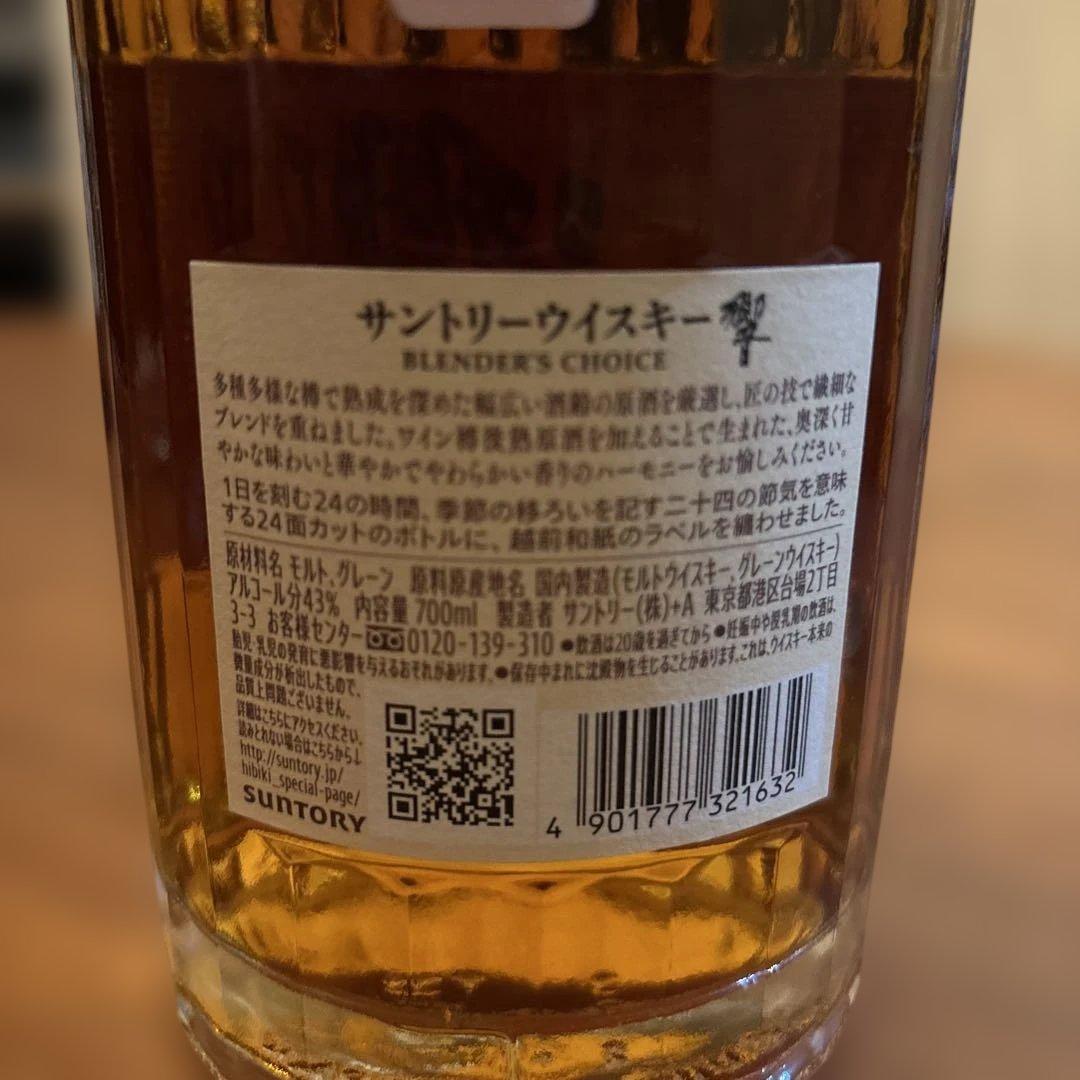 サントリーウイスキー 響
BLENDER'S CHOICE
多種多様な樽で熟成を深めた幅広い酒齢の原酒を厳選し、匠の技で繊細な
ブレンドを重ねました。ワイン樽後熟原酒を加えることで生まれた、奥深く甘
やかな味わいと華やかでやわらかい香りのハーモニーをお愉しみください。
1日を刻む24の時間、季節の移ろいを記す二十四の節気を意味
する24面カットのボトルに、越前和紙のラベルを纏わせました。
原材料名 モルト、グレーン 原料原産地名 国内製造(モルトウイスキー、グレーンウイスキー)
アルコール分43% 内容量 700ml 製造者 サントリー(株)+A 東京都港区台場2丁目
3-3 お客様センター 0120-139-310 ●飲酒は20歳を過ぎてから ●妊娠中や授乳期の飲酒は、
胎児・乳児の発育に悪影響を与えるおそれがあります。●保存中まれに沈殿物を生じることがあります。これは、ウイスキー本来の
微量成分が析出したもので、
品質上問題ございません。
詳細はこちらにアクセスください。
読みとれない場合はこちらから↓
http://suntory.jp/
hibiki_special-page/
SUNTORY
4 901777 321632